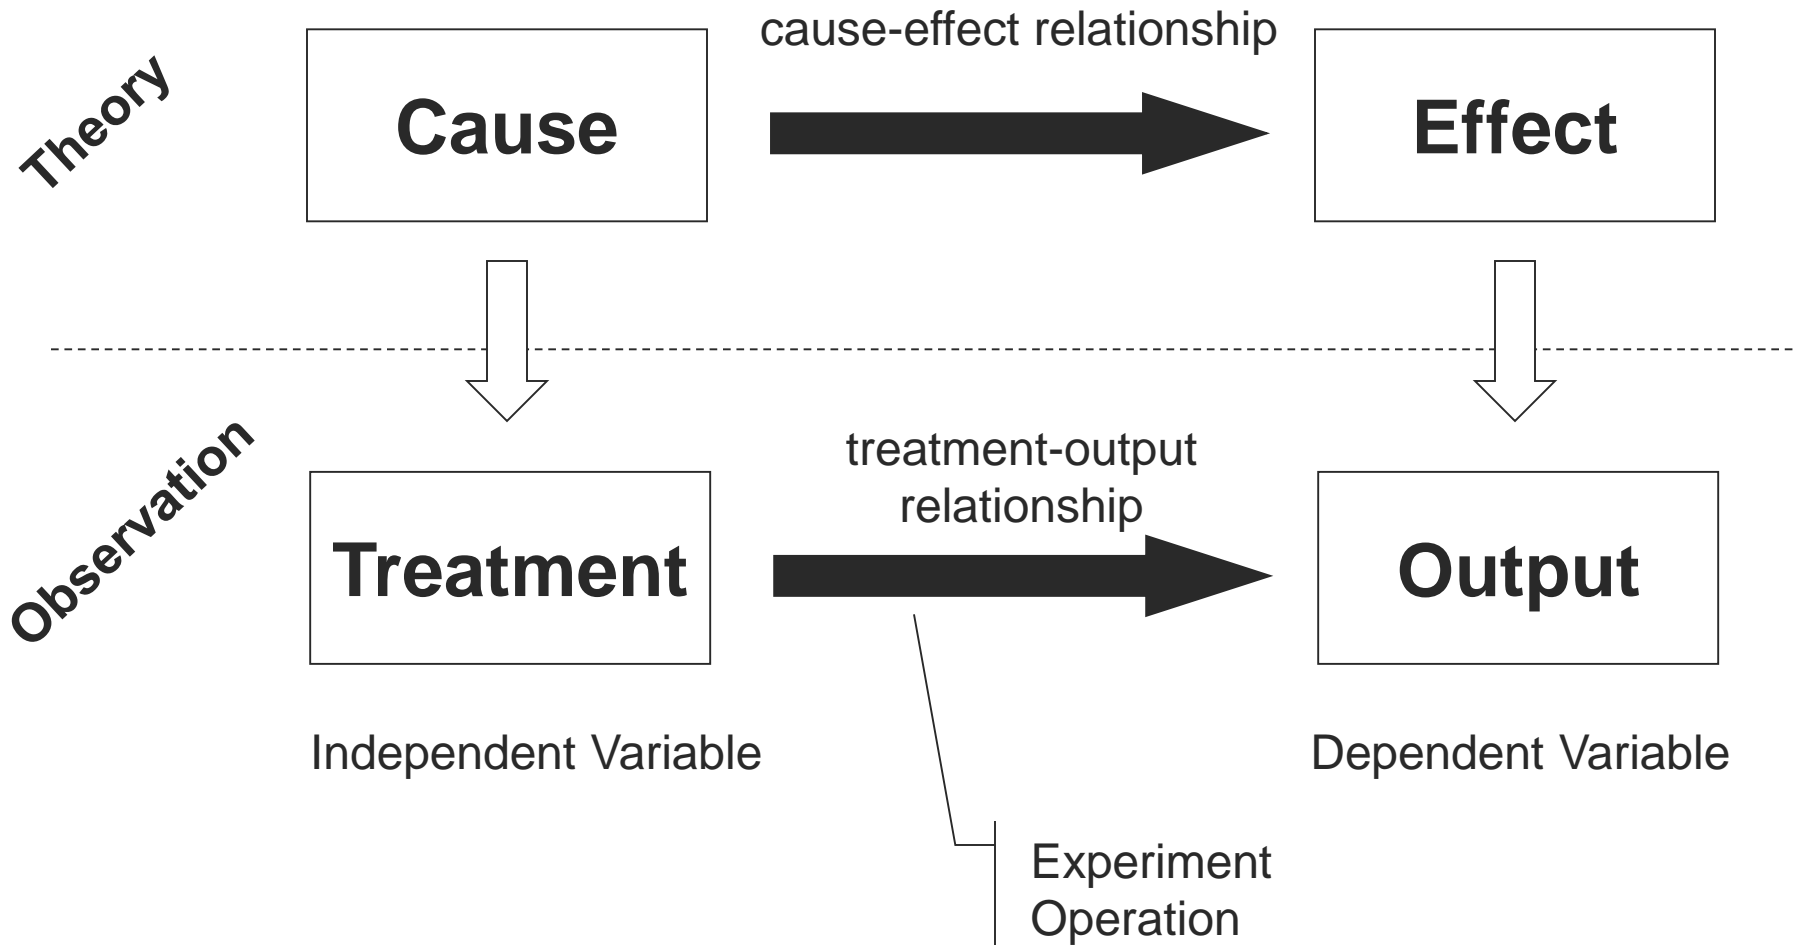 Theory
Cause
cause-effect relationship
Effect
Observation
Treatment
treatment-output
relationship
Output
Independent Variable
Dependent Variable
Experiment
Operation